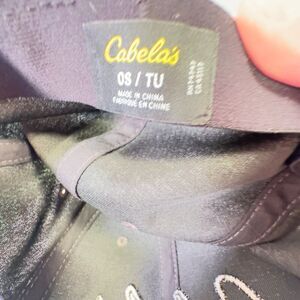 Cabela's
OS / TU
MADE IN CHINA
FABRIQUÉ EN CHINE